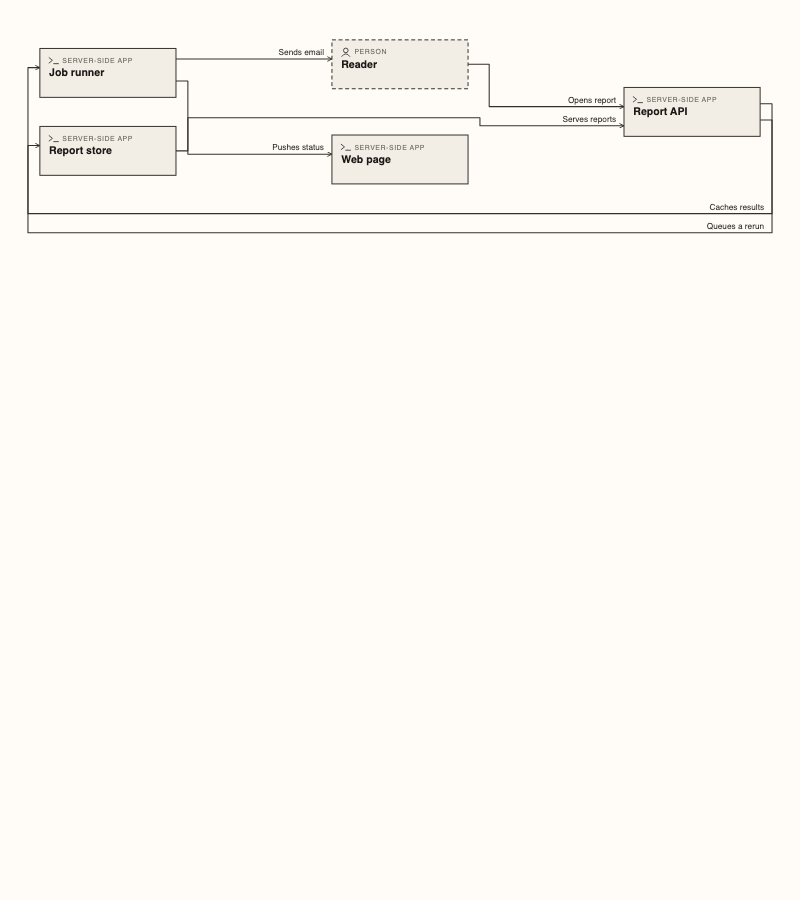 >_ SERVER-SIDE APP
Job runner
Sends email
PERSON
Reader
Opens report
>_ SERVER-SIDE APP
Report API
Serves reports
>_ SERVER-SIDE APP
Report store
Pushes status
>_ SERVER-SIDE APP
Web page
Caches results
Queues a rerun